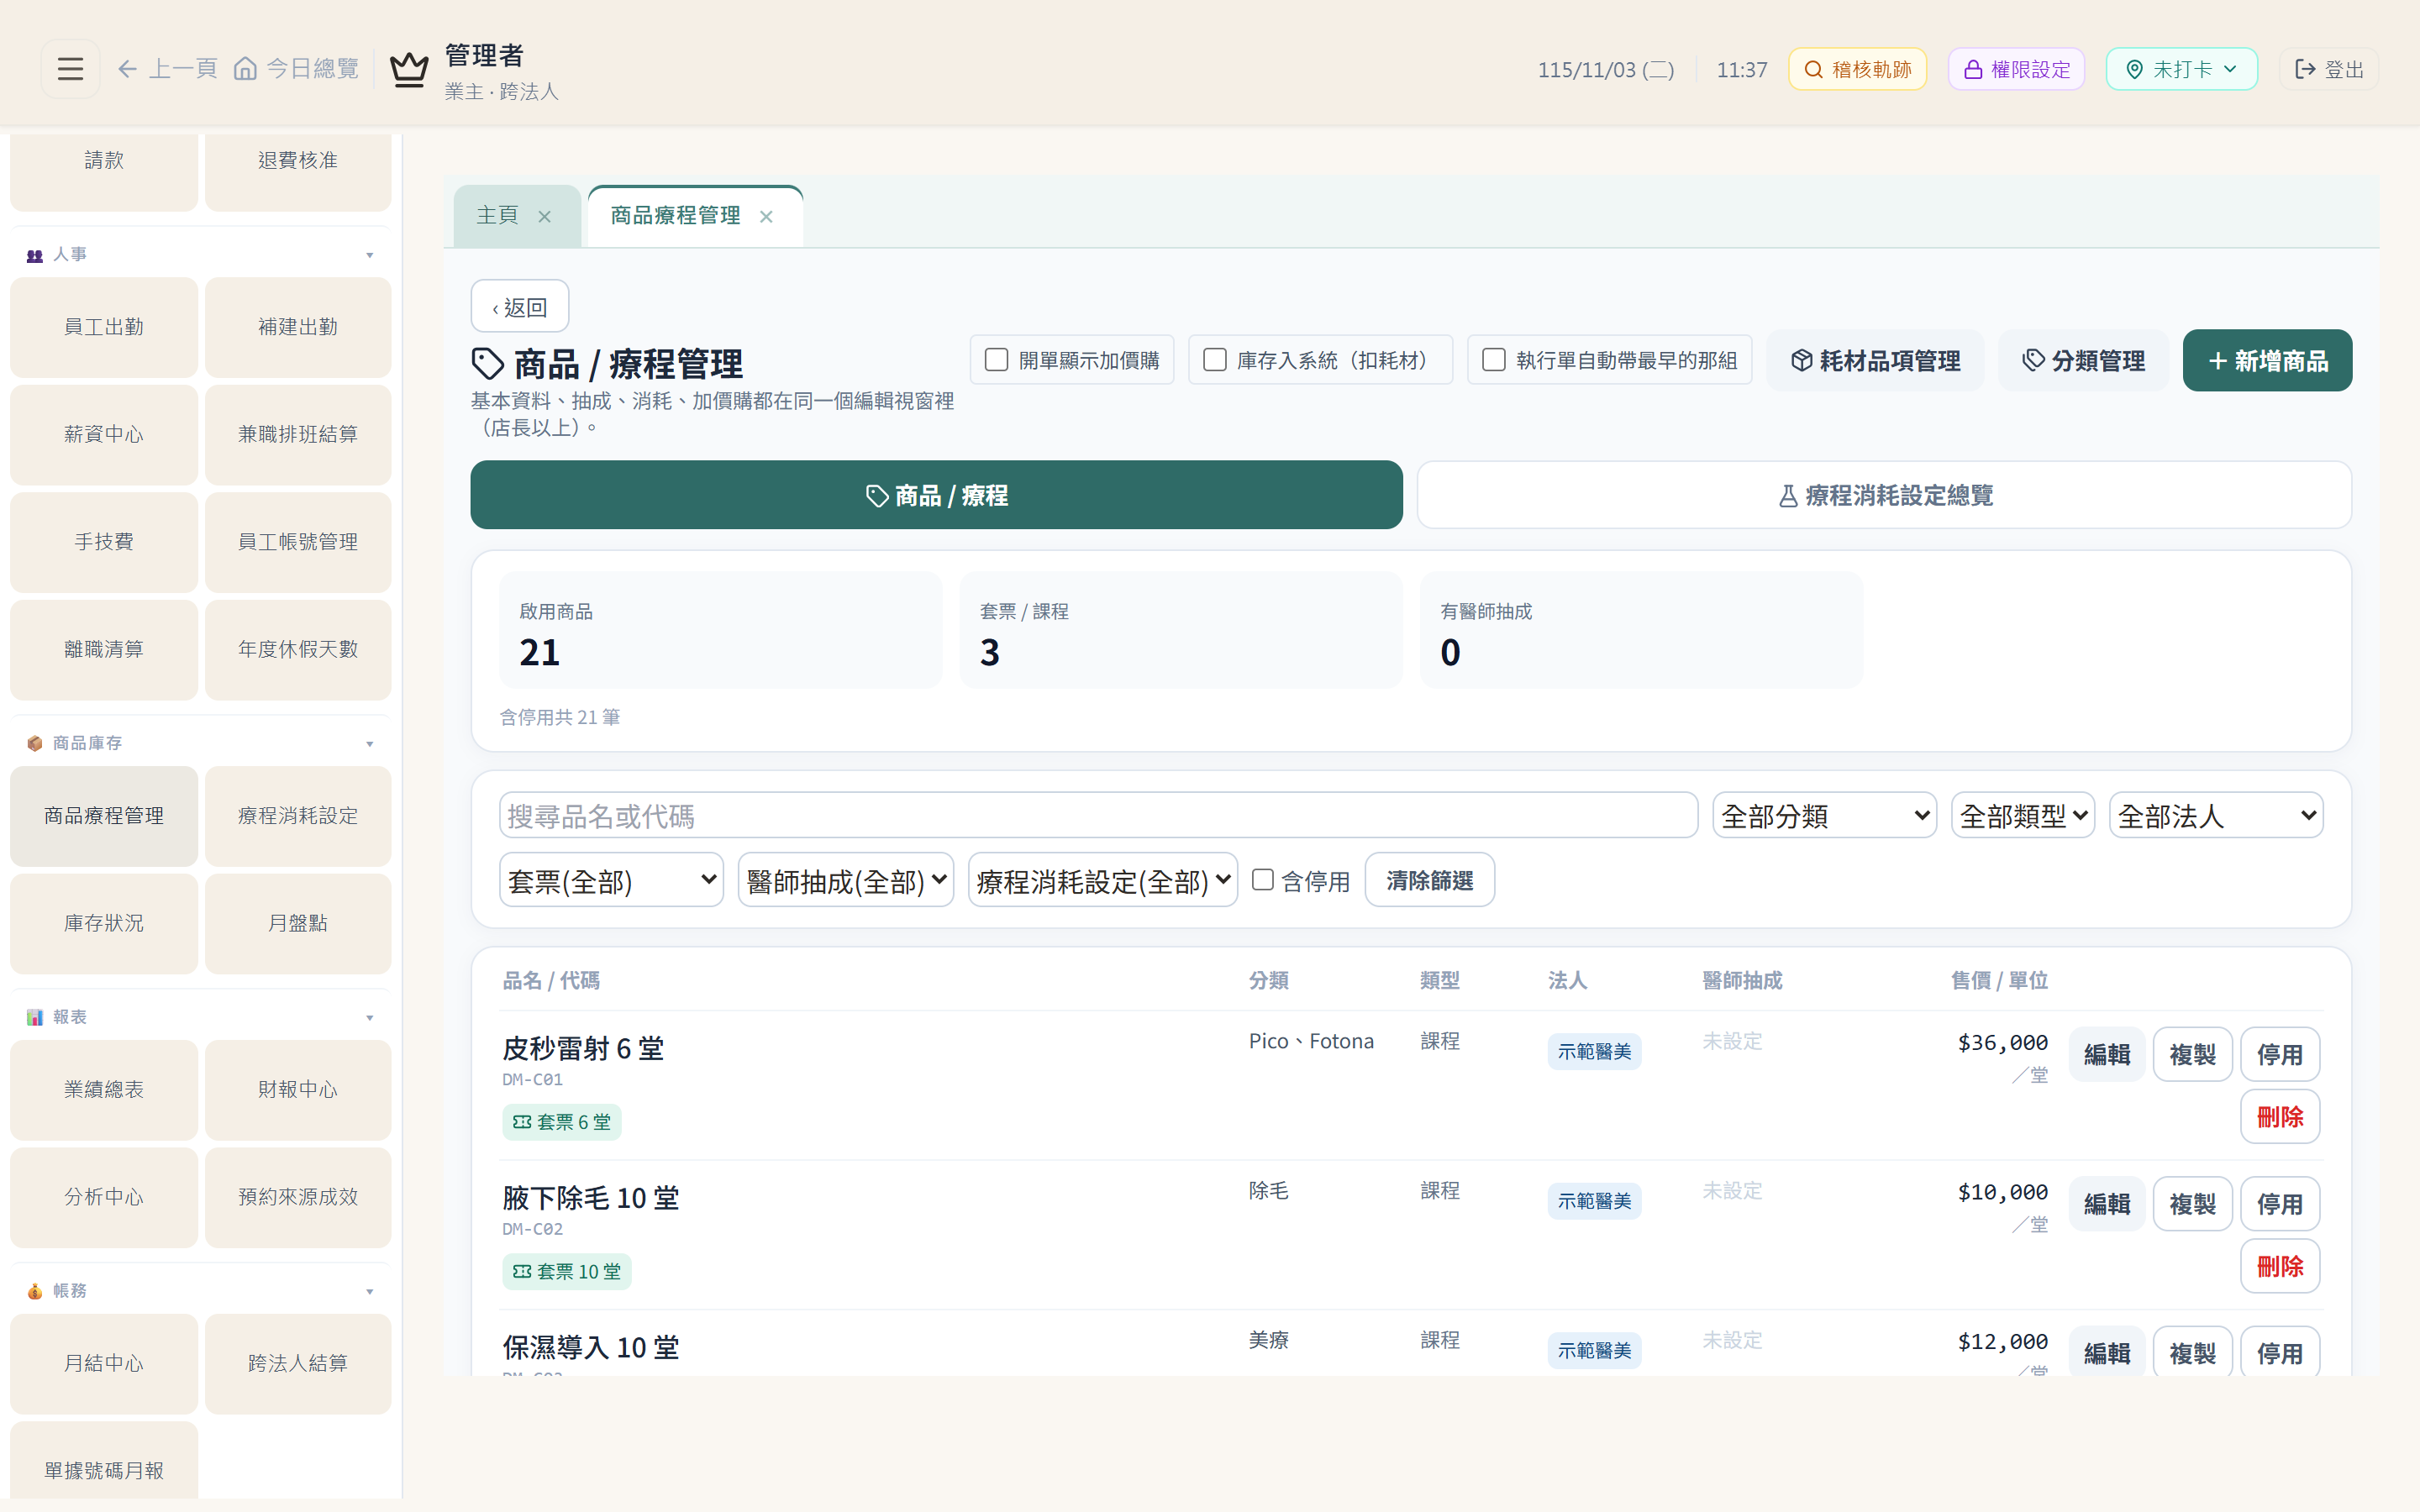 上一頁 今日總覽 管理者
業主 · 跨法人
115/11/03 (二) 11:37 稽核軌跡 權限設定 未打卡 登出
請款 退費核准
人事
員工出勤 補建出勤
薪資中心 兼職排班結算
手技費 員工帳號管理
離職清算 年度休假天數
商品庫存
商品療程管理 療程消耗設定
庫存狀況 月盤點
報表
業績總表 財報中心
分析中心 預約來源成效
帳務
月結中心 跨法人結算
單據號碼月報
主頁 × 商品療程管理 ×
‹ 返回
商品 / 療程管理
基本資料、抽成、消耗、加價購都在同一個編輯視窗裡
（店長以上）。
開單顯示加價購 庫存入系統（扣耗材） 執行單自動帶最早的那組 耗材品項管理 分類管理 ＋ 新增商品
商品 / 療程 療程消耗設定總覽
啟用商品 套票 / 課程 有醫師抽成
21 3 0
含停用共 21 筆
搜尋品名或代碼 全部分類 全部類型 全部法人
套票(全部) 醫師抽成(全部) 療程消耗設定(全部) 含停用 清除篩選
品名 / 代碼 分類 類型 法人 醫師抽成 售價 / 單位
皮秒雷射 6 堂 Pico、Fotona 課程 示範醫美 未設定 $36,000 編輯 複製 停用
DM-C01 ／堂
套票 6 堂 刪除
腋下除毛 10 堂 除毛 課程 示範醫美 未設定 $10,000 編輯 複製 停用
DM-C02 ／堂
套票 10 堂 刪除
保濕導入 10 堂 美療 課程 示範醫美 未設定 $12,000 編輯 複製 停用